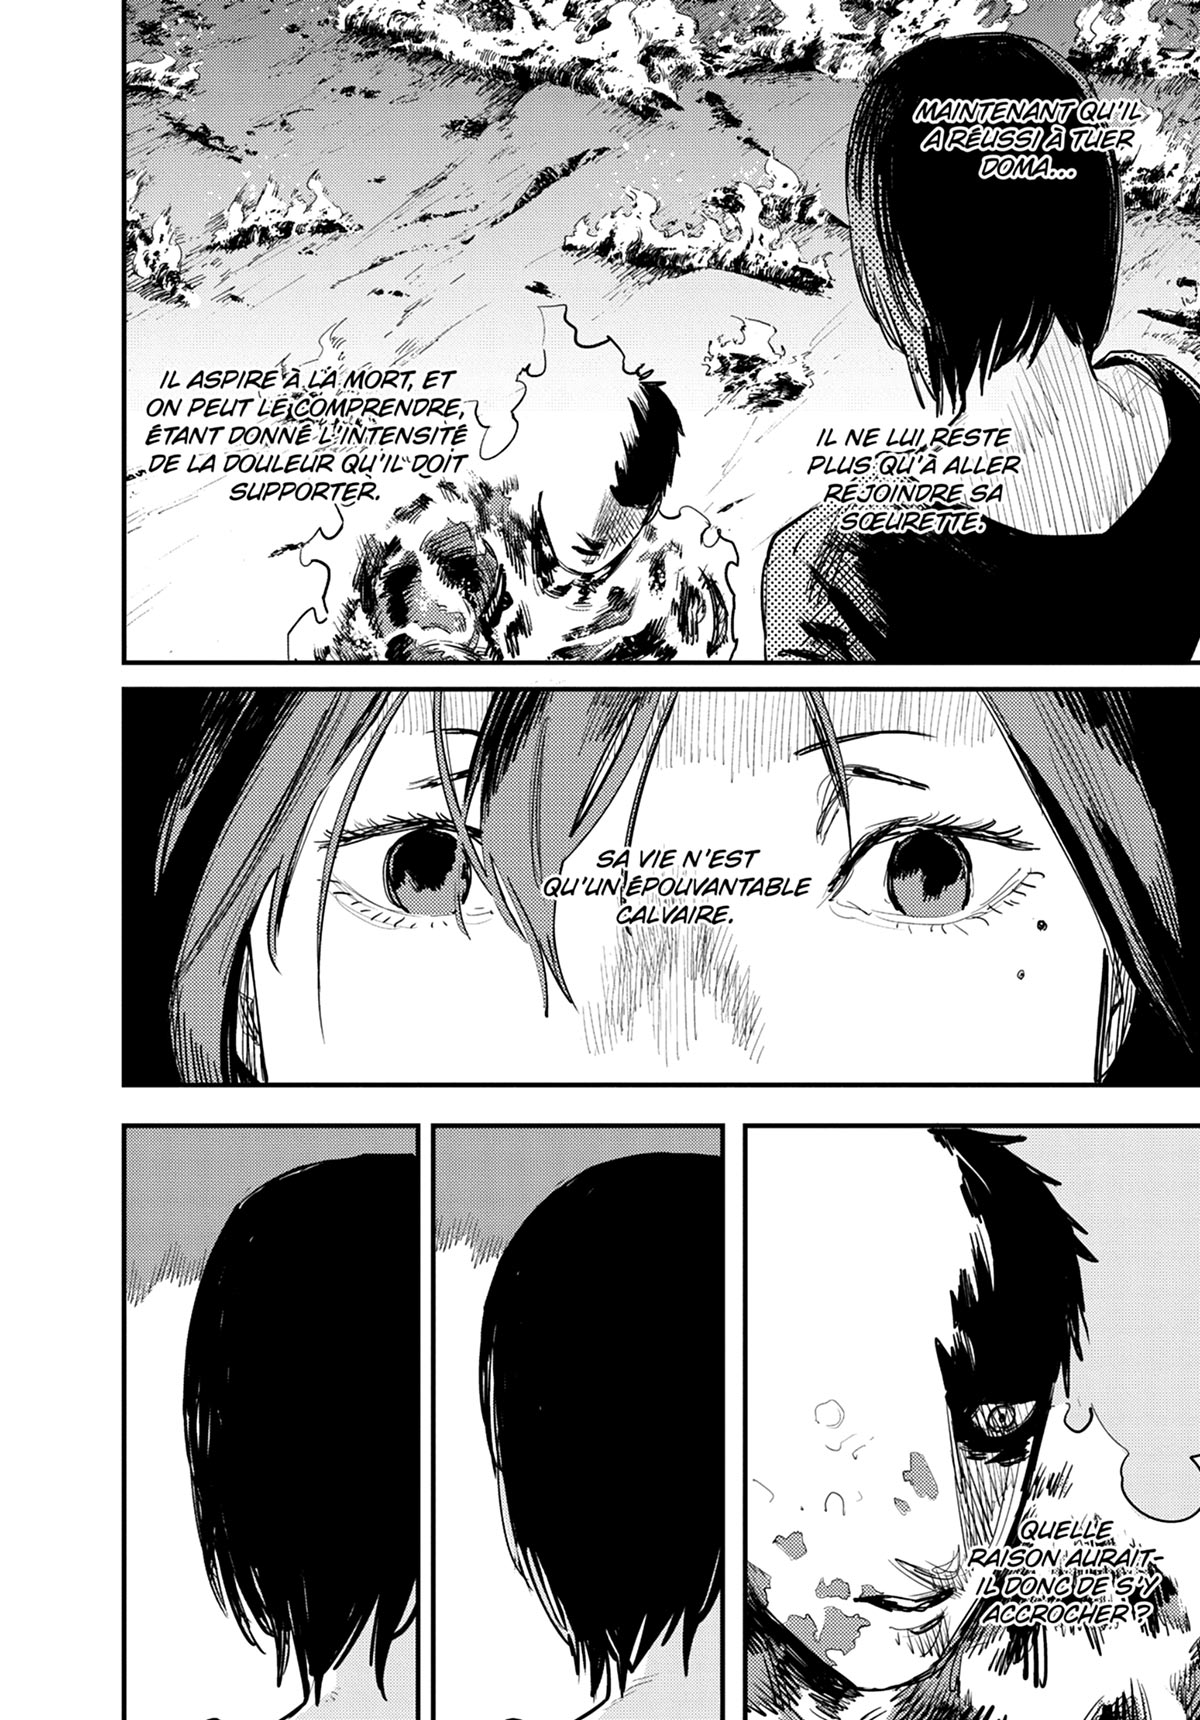 MAINTENANT QU'IL
A RÉUSSI À TUER
DOMA...
IL NE LUI RESTE
PLUS QU'À ALLER
REJOINDRE SA
SŒURETTE.
IL ASPIRE À LA MORT, ET
ON PEUT LE COMPRENDRE,
ÉTANT DONNÉ L'INTENSITÉ
DE LA DOULEUR QU'IL DOIT
SUPPORTER.
SA VIE N'EST
QU'UN ÉPOUVANTABLE
CALVAIRE.
QUELLE
RAISON AURAIT-
IL DONC DE S'Y
ACCROCHER ?